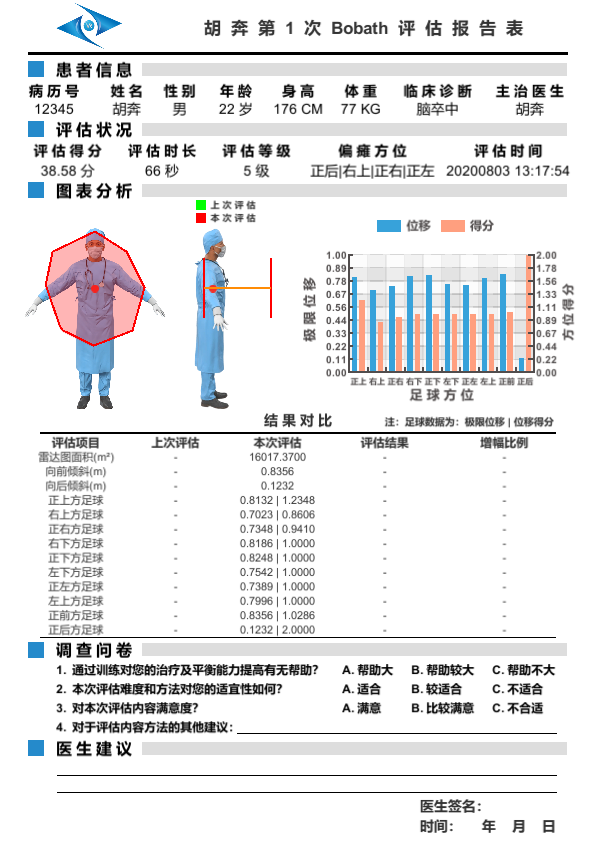 胡奔第1次 Bobath 评估报告表
患者信息
病历号 姓名 性别 年龄 身高 体重 临床诊断 主治医生
12345 胡奔 男 22 岁 176 CM 77 KG 脑卒中 胡奔
评估状况
评估得分 评估时长 评估等级 偏瘫方位 评估时间
38.58 分 66 秒 5 级 正后|右上|正右|正左 20200803 13:17:54
图表分析
上次评估
本次评估
位移 得分
极限位移
1.00
0.89
0.78
0.67
0.56
0.44
0.33
0.22
0.11
0.00
2.00
1.78
1.56
1.33
1.11
0.89
0.67
0.44
0.22
0.00
方位得分
正上 右上 正右 右下 正下 左下 正左 左上 正前 正后
足球方位
结果对比 注：足球数据为：极限位移 | 位移得分
评估项目 上次评估 本次评估 评估结果 增幅比例
雷达图面积(m²) - 16017.3700 - -
向前倾斜(m) - 0.8356 - -
向后倾斜(m) - 0.1232 - -
正上方足球 - 0.8132 | 1.2348 - -
右上方足球 - 0.7023 | 0.8606 - -
正右方足球 - 0.7348 | 0.9410 - -
右下方足球 - 0.8186 | 1.0000 - -
正下方足球 - 0.8248 | 1.0000 - -
左下方足球 - 0.7542 | 1.0000 - -
正左方足球 - 0.7389 | 1.0000 - -
左上方足球 - 0.7996 | 1.0000 - -
正前方足球 - 0.8356 | 1.0286 - -
正后方足球 - 0.1232 | 2.0000 - -
调查问卷
1. 通过训练对您的治疗及平衡能力提高有无帮助？ A. 帮助大 B. 帮助较大 C. 帮助不大
2. 本次评估难度和方法对您的适宜性如何？ A. 适合 B. 较适合 C. 不适合
3. 对本次评估内容满意度？ A. 满意 B. 比较满意 C. 不合适
4. 对于评估内容方法的其他建议：
医生建议
医生签名：
时间： 年 月 日